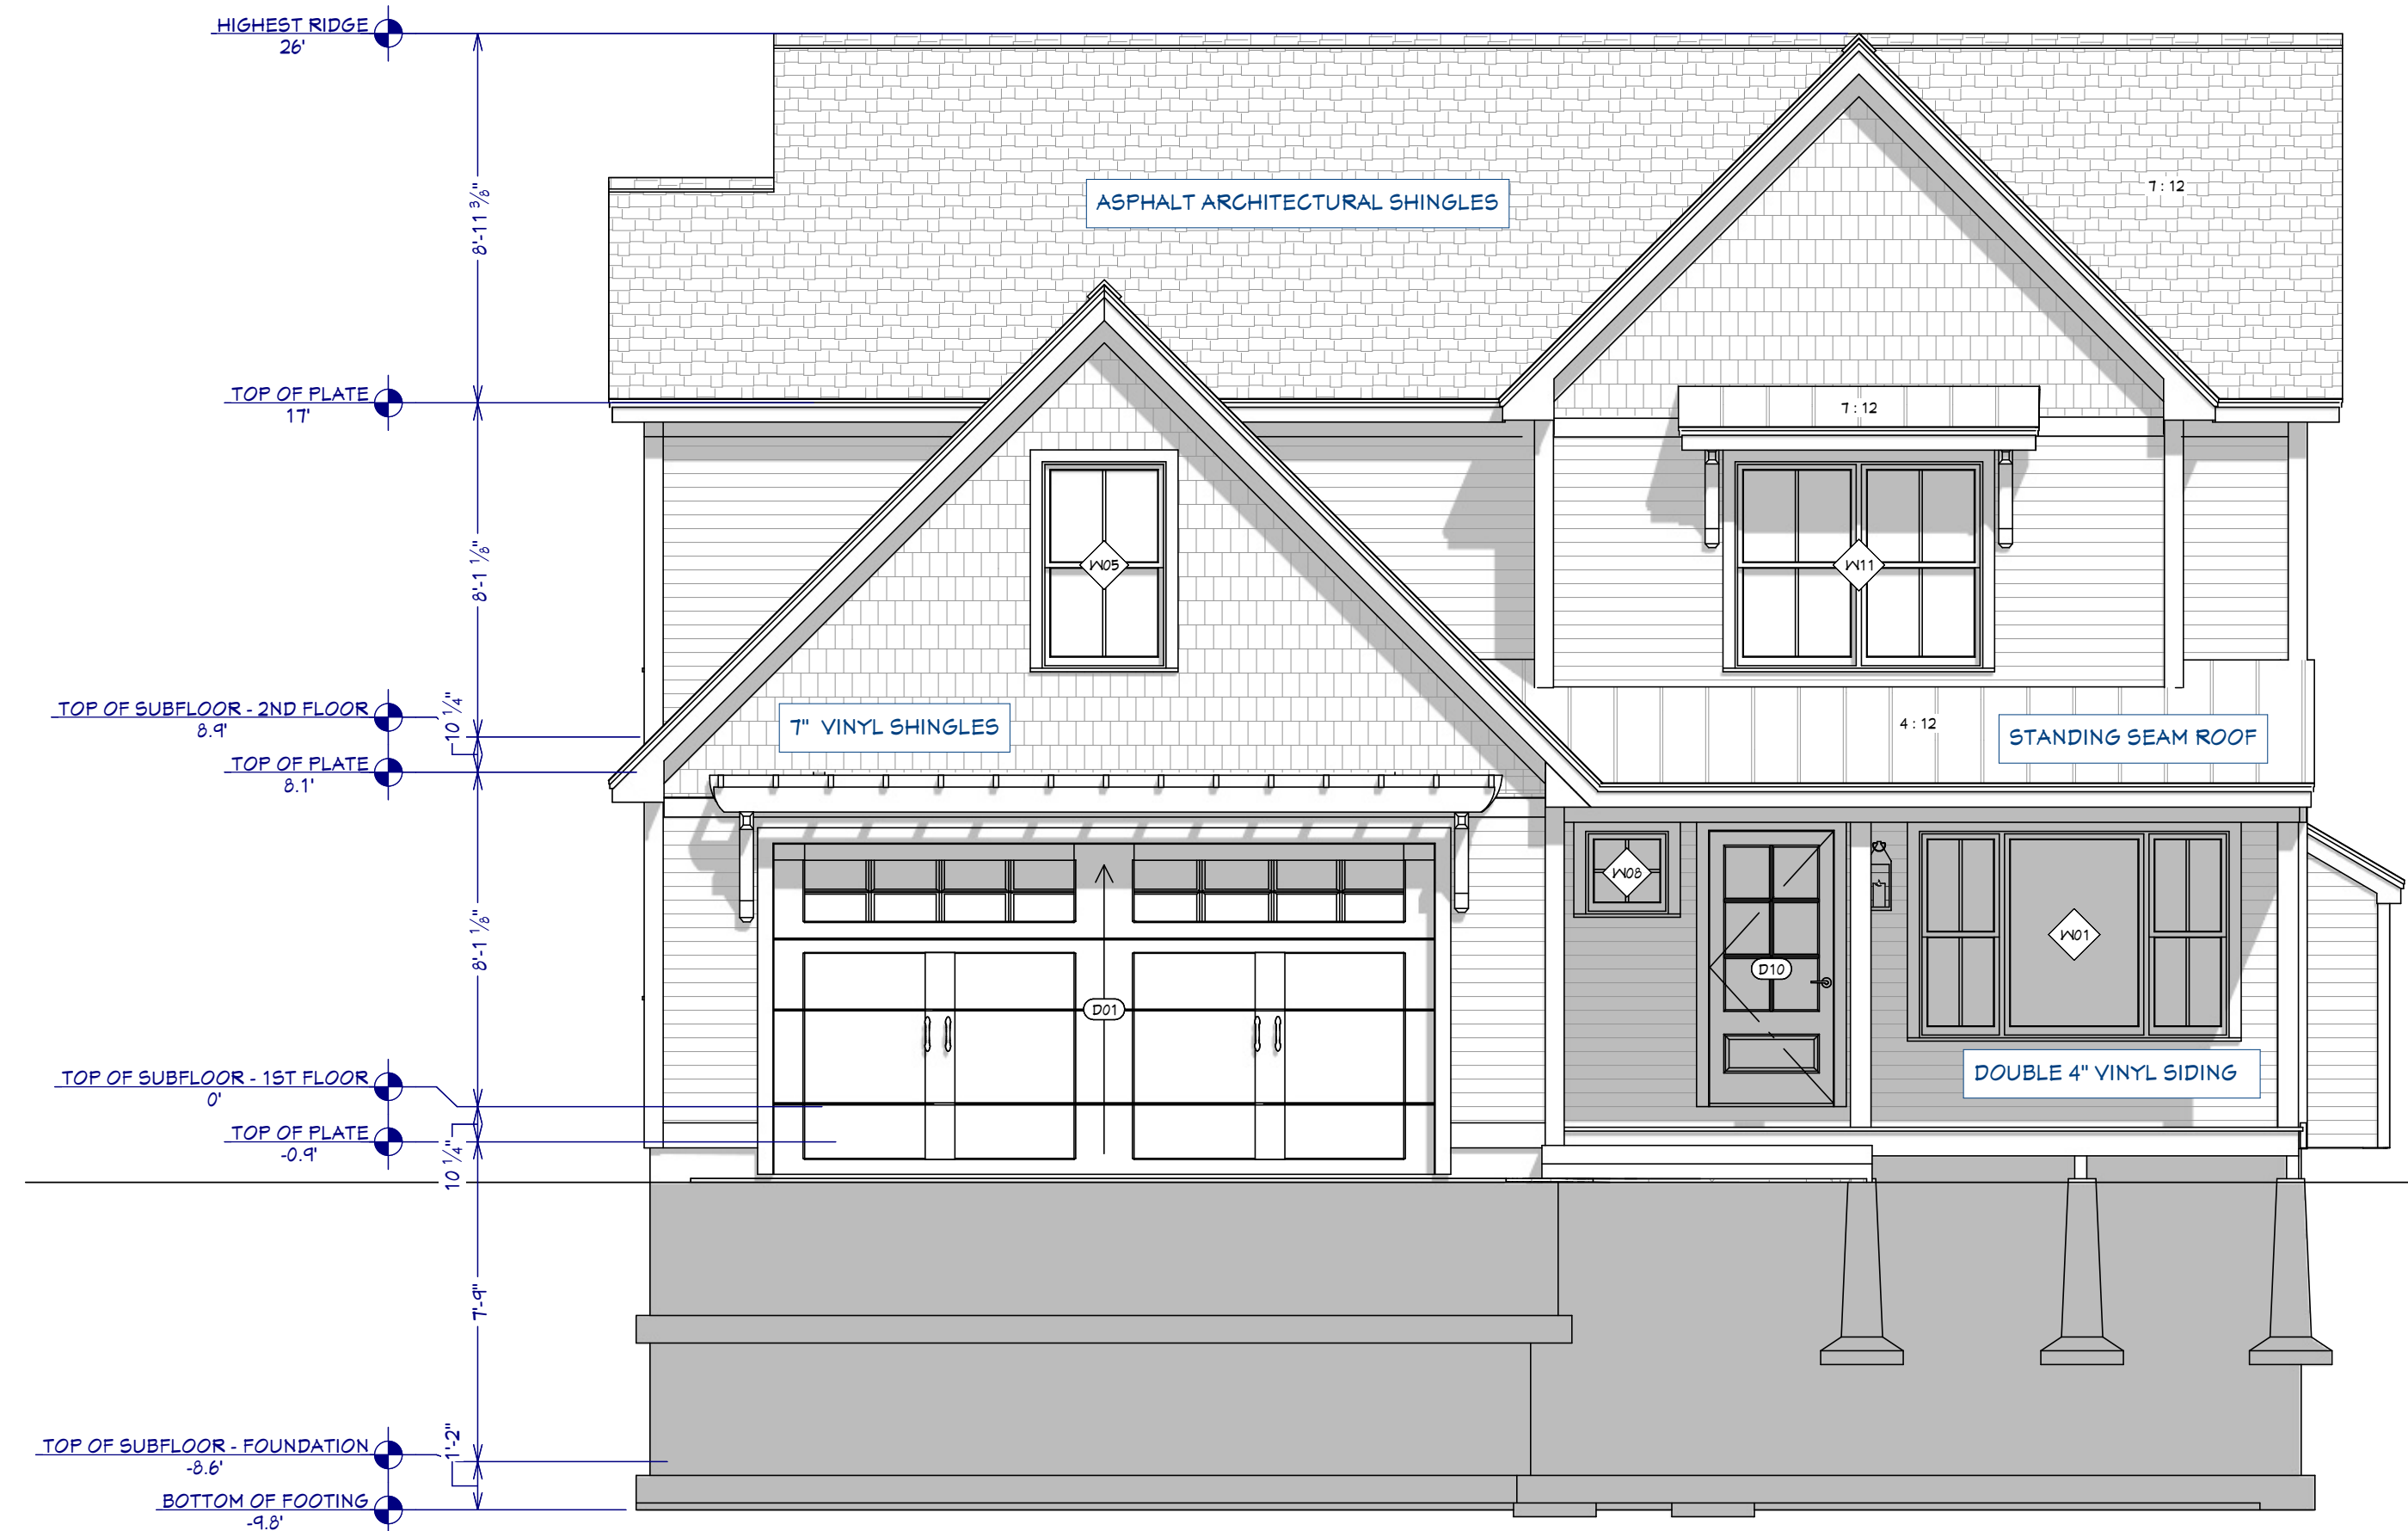 HIGHEST RIDGE
26'
8'-11 3/8"
ASPHALT ARCHITECTURAL SHINGLES
7 : 12
TOP OF PLATE
17'
7 : 12
8'-1 1/8"
W05
W11
TOP OF SUBFLOOR - 2ND FLOOR
8.9'
10 1/4"
7" VINYL SHINGLES
4 : 12
STANDING SEAM ROOF
TOP OF PLATE
8.1'
8'-1 1/8"
W08
W01
D10
D01
TOP OF SUBFLOOR - 1ST FLOOR
0'
DOUBLE 4" VINYL SIDING
TOP OF PLATE
-0.9'
10 1/4"
7'-9"
TOP OF SUBFLOOR - FOUNDATION
-8.6'
1'-2"
BOTTOM OF FOOTING
-9.8'